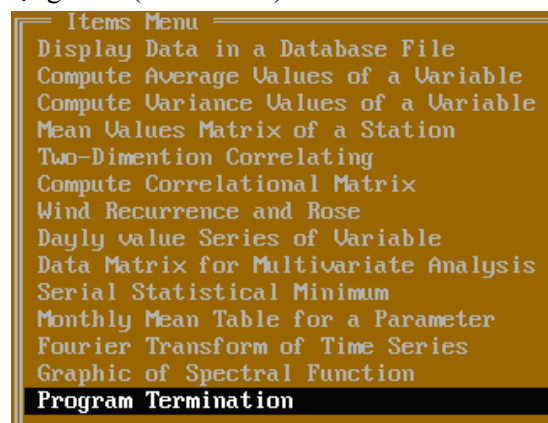 Items Menu
Display Data in a Database File
Compute Average Values of a Variable
Compute Variance Values of a Variable
Mean Values Matrix of a Station
Two-Dimention Correlating
Compute Correlational Matrix
Wind Recurrence and Rose
Dayly value Series of Variable
Data Matrix for Multivariate Analysis
Serial Statistical Minimum
Monthly Mean Table for a Parameter
Fourier Transform of Time Series
Graphic of Spectral Function
Program Termination